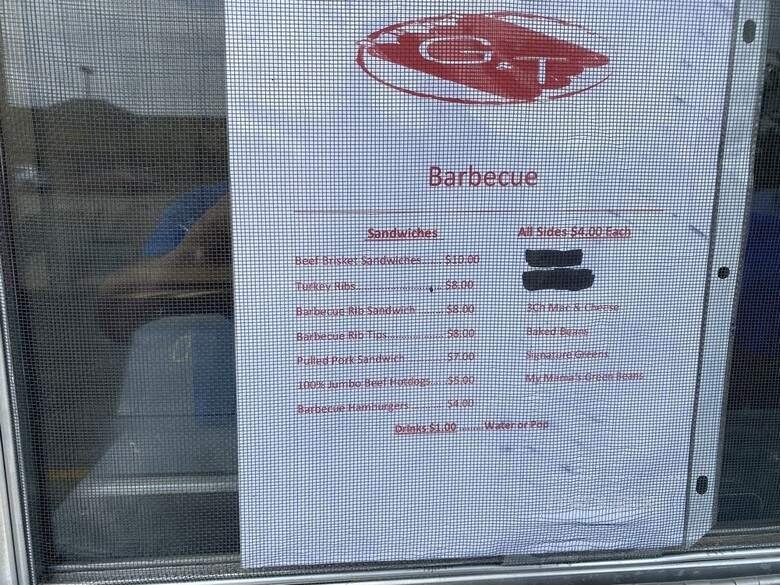 C&T
Barbecue
Sandwiches
Beef Brisket Sandwiches......$10.00
Turkey Ribs....................$8.00
Barbecue Rib Sandwich ........$8.00
Barbecue Rib Tips..............$8.00
Pulled Pork Sandwich ..........$7.00
100% Jumbo Beef Hotdogs....$5.00
Barbecue Hamburgers ..........$4.00
All Sides $4.00 Each
3Ch Mac & Cheese
Baked Beans
Signature Greens
My Mama's Green Beans
Drinks $1.00 ....... Water or Pop